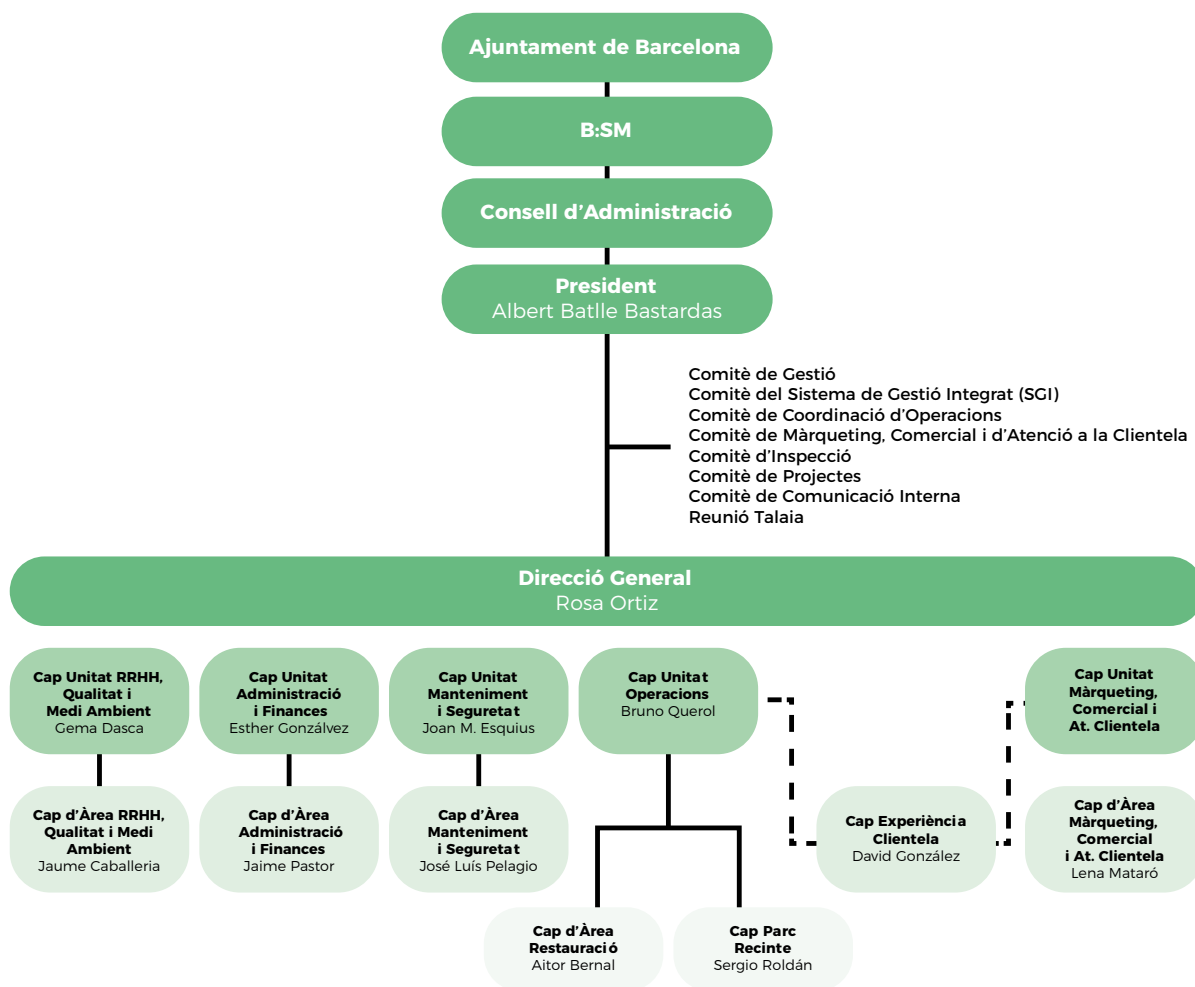 Ajuntament de Barcelona
B:SM
Consell d’Administració
President
Albert Batlle Bastardas
Comitè de Gestió
Comitè del Sistema de Gestió Integrat (SGI)
Comitè de Coordinació d’Operacions
Comitè de Màrqueting, Comercial i d’Atenció a la Clientela
Comitè d’Inspecció
Comitè de Projectes
Comitè de Comunicació Interna
Reunió Talaia
Direcció General
Rosa Ortiz
Cap Unitat RRHH,
Qualitat i
Medi Ambient
Gema Dasca
Cap Unitat
Administració
i Finances
Esther Gonzálvez
Cap Unitat
Manteniment
i Seguretat
Joan M. Esquius
Cap Unitat
Operacions
Bruno Querol
Cap Unitat
Màrqueting,
Comercial i
At. Clientela
Cap d’Àrea RRHH,
Qualitat i Medi
Ambient
Jaume Caballeria
Cap d’Àrea
Administració
i Finances
Jaime Pastor
Cap d’Àrea
Manteniment
i Seguretat
José Luís Pelagio
Cap Experiència
Clientela
David González
Cap d’Àrea
Màrqueting,
Comercial
i At. Clientela
Lena Mataró
Cap d’Àrea
Restauració
Aitor Bernal
Cap Parc
Recinte
Sergio Roldán